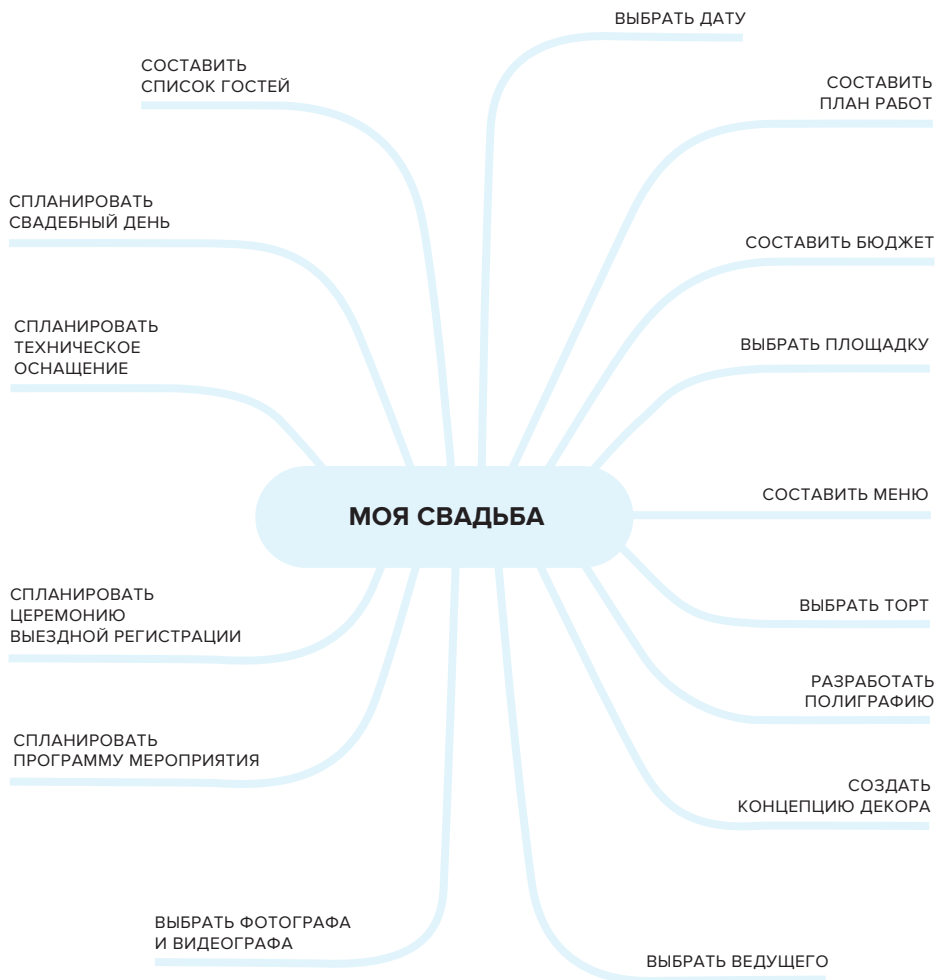 ВЫБРАТЬ ДАТУ
СОСТАВИТЬ
СПИСОК ГОСТЕЙ
СОСТАВИТЬ
ПЛАН РАБОТ
СПЛАНИРОВАТЬ
СВАДЕБНЫЙ ДЕНЬ
СОСТАВИТЬ БЮДЖЕТ
СПЛАНИРОВАТЬ
ТЕХНИЧЕСКОЕ
ОСНАЩЕНИЕ
ВЫБРАТЬ ПЛОЩАДКУ
СОСТАВИТЬ МЕНЮ
МОЯ СВАДЬБА
СПЛАНИРОВАТЬ
ЦЕРЕМОНИЮ
ВЫЕЗДНОЙ РЕГИСТРАЦИИ
ВЫБРАТЬ ТОРТ
РАЗРАБОТАТЬ
ПОЛИГРАФИЮ
СПЛАНИРОВАТЬ
ПРОГРАММУ МЕРОПРИЯТИЯ
СОЗДАТЬ
КОНЦЕПЦИЮ ДЕКОРА
ВЫБРАТЬ ФОТОГРАФА
И ВИДЕОГРАФА
ВЫБРАТЬ ВЕДУЩЕГО